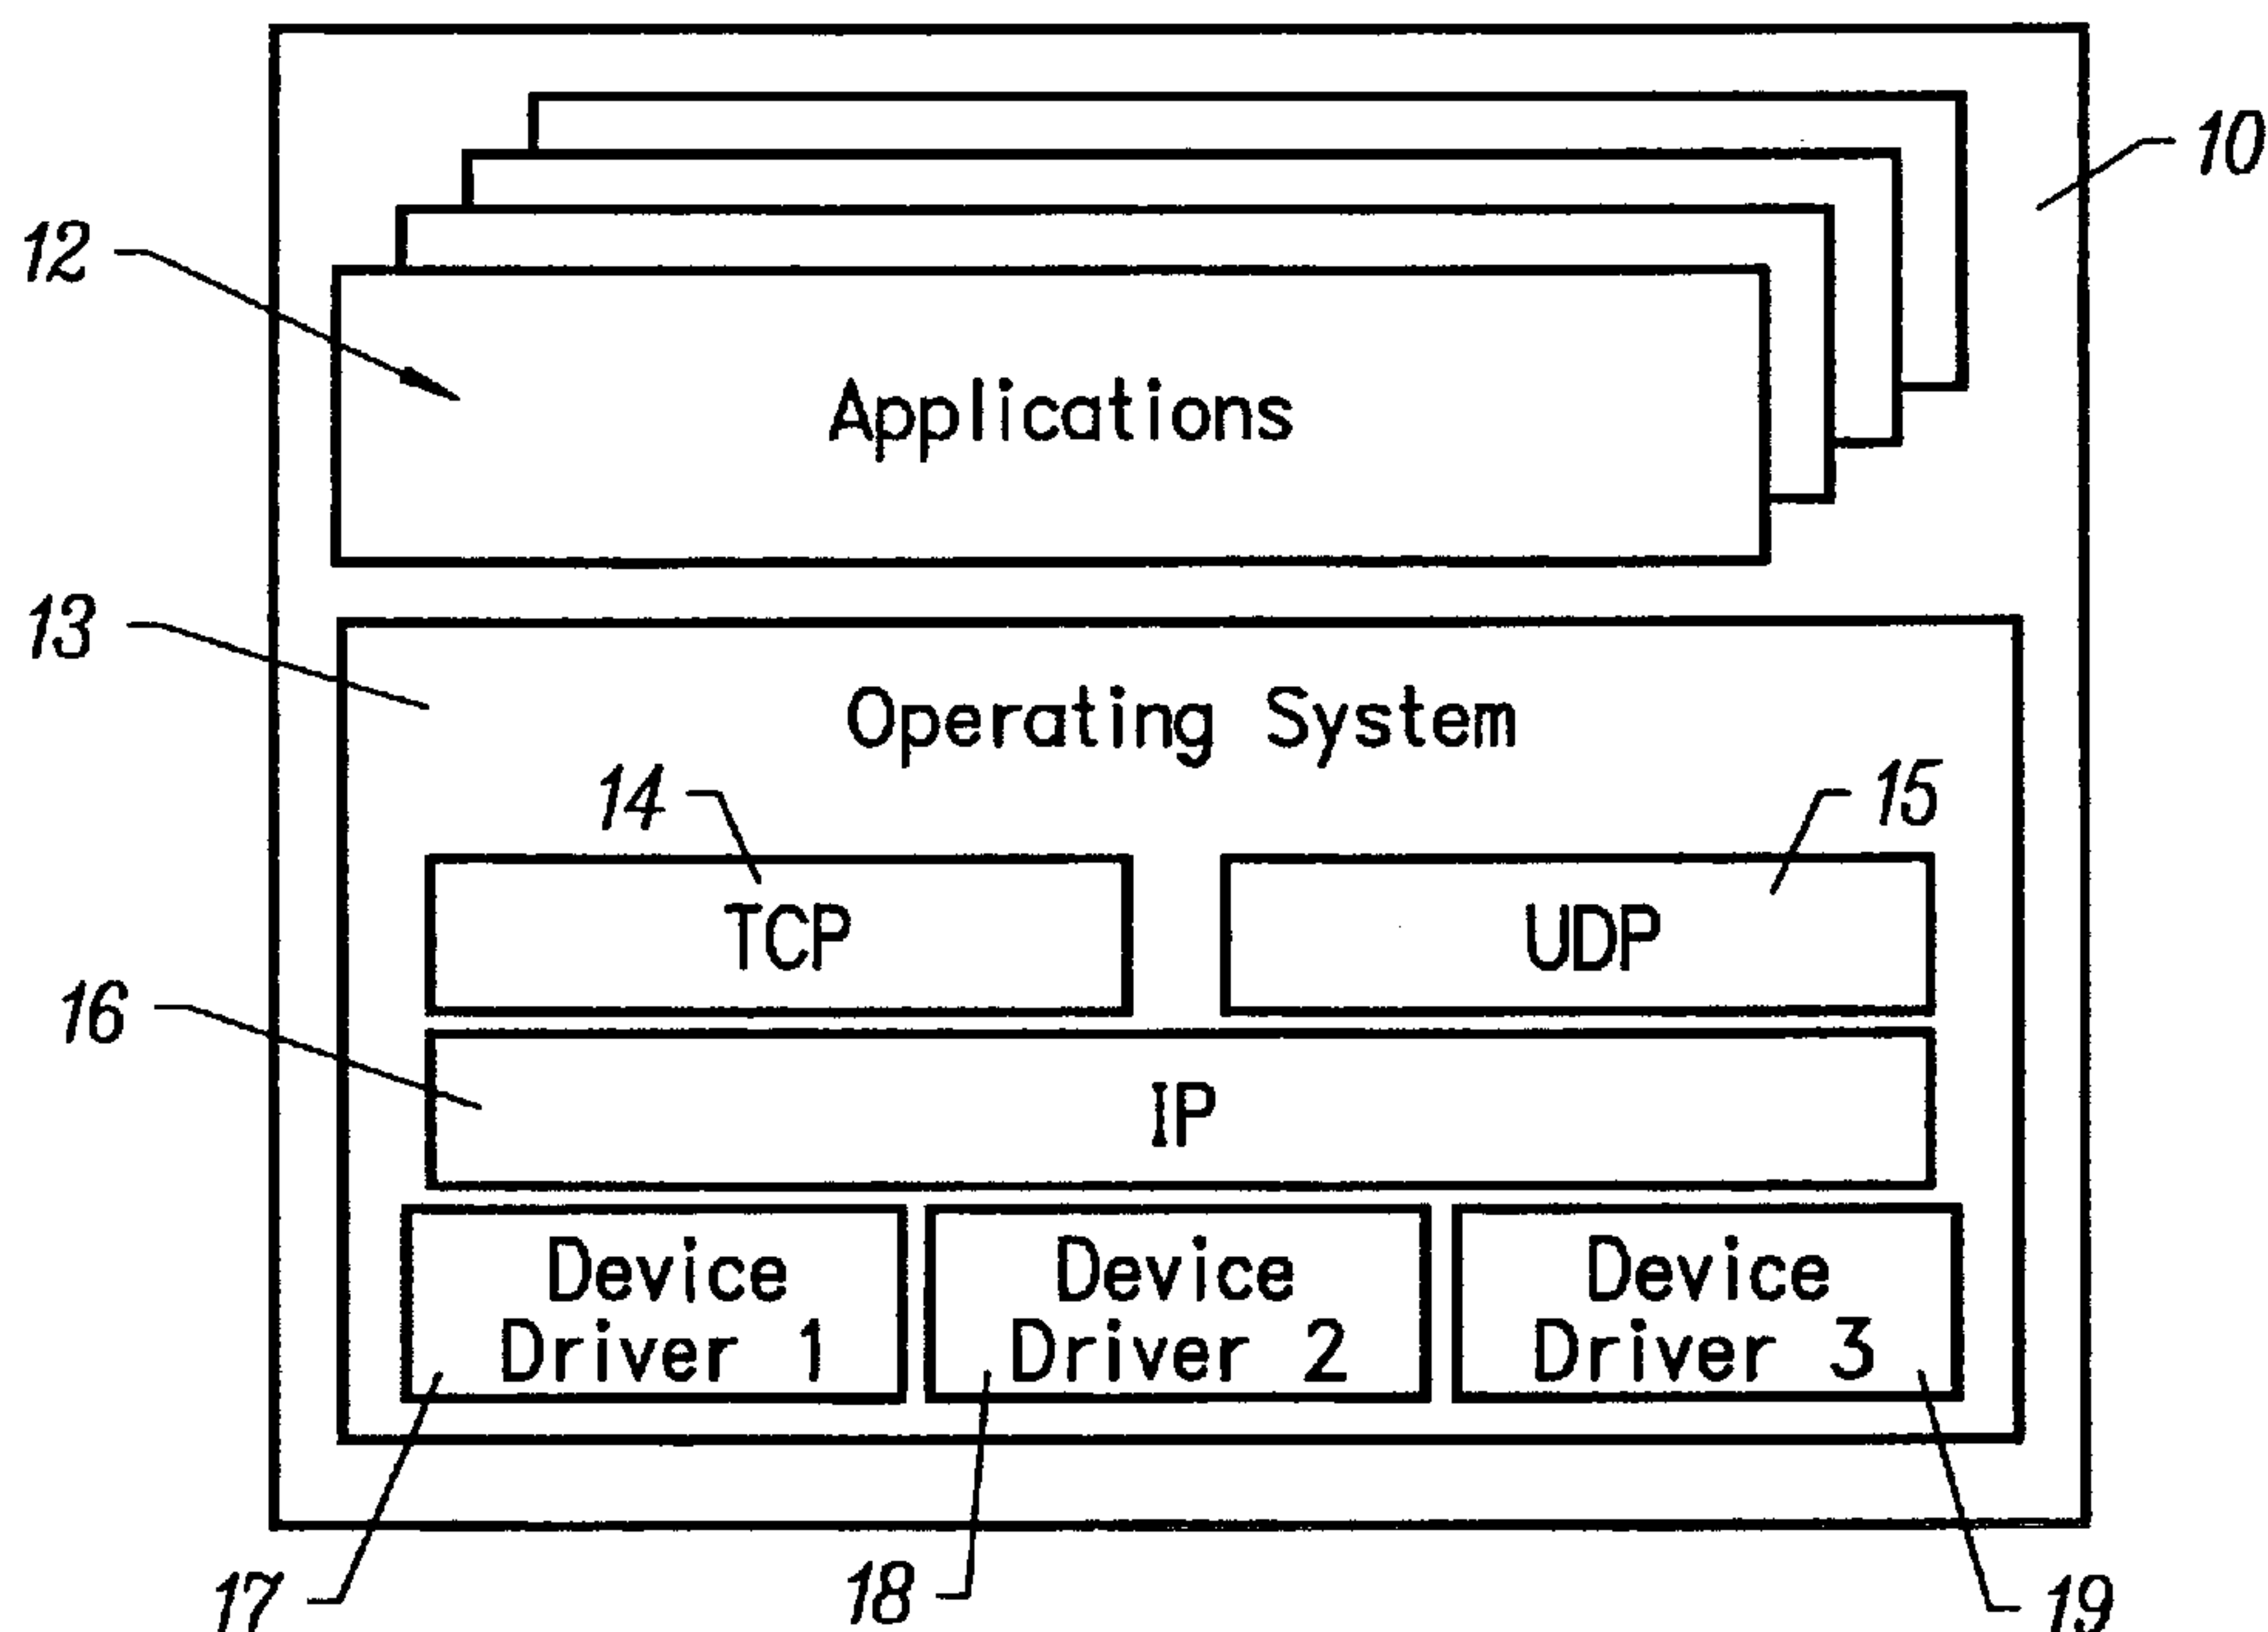 10
12
Applications
13
Operating System
14
15
TCP
UDP
16
IP
Device
Driver 1
Device
Driver 2
Device
Driver 3
17
18
19